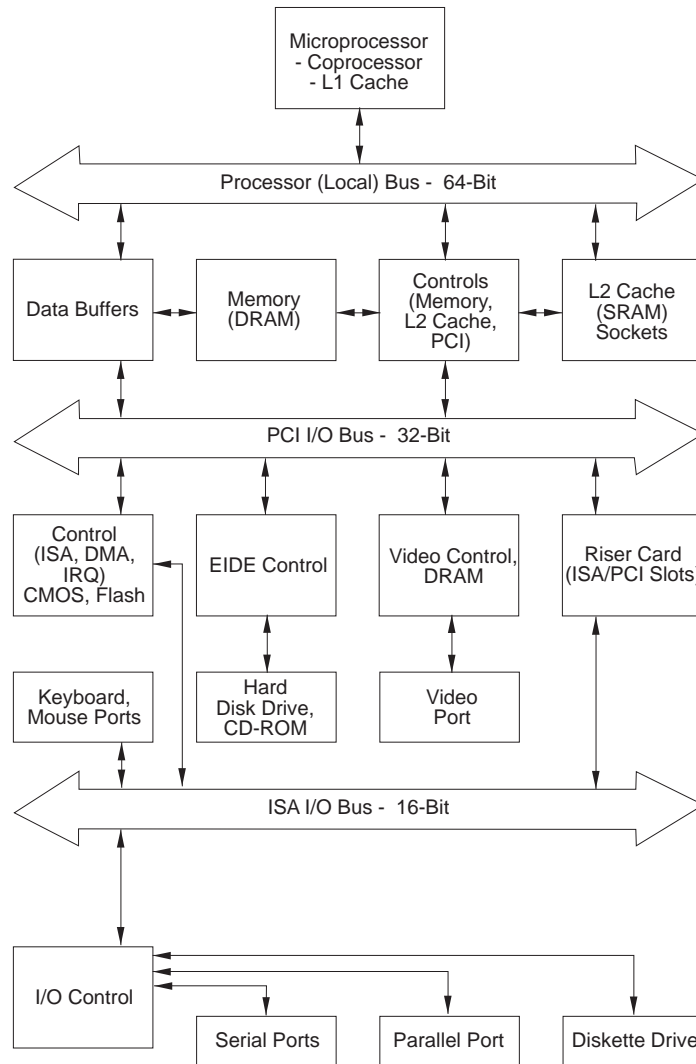 Microprocessor
- Coprocessor
- L1 Cache
Processor (Local) Bus - 64-Bit
Data Buffers
Memory
(DRAM)
Controls
(Memory,
L2 Cache,
PCI)
L2 Cache
(SRAM)
Sockets
PCI I/O Bus - 32-Bit
Control
(ISA, DMA,
IRQ)
CMOS, Flash
EIDE Control
Video Control,
DRAM
Riser Card
(ISA/PCI Slots)
Keyboard,
Mouse Ports
Hard
Disk Drive,
CD-ROM
Video
Port
ISA I/O Bus - 16-Bit
I/O Control
Serial Ports
Parallel Port
Diskette Drive